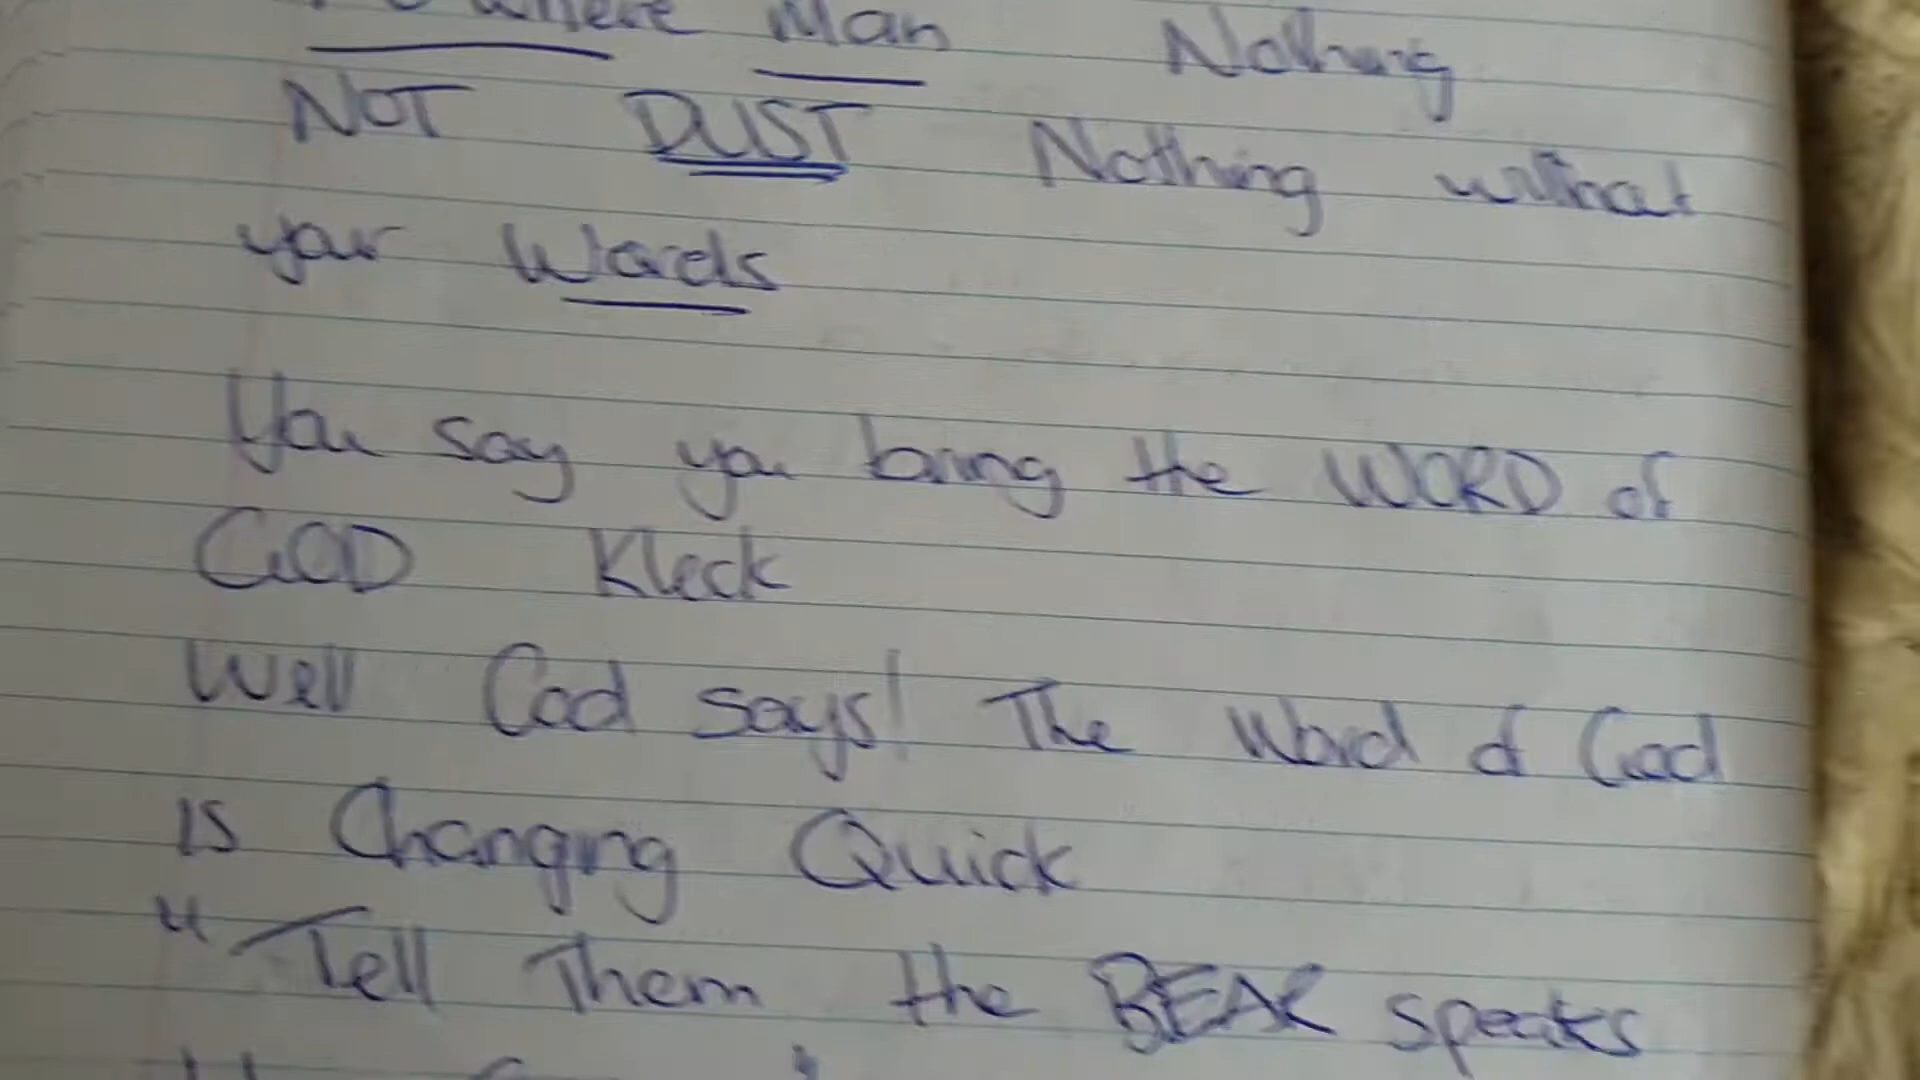 where Man Nothing
NOT DUST Nothing without
your Words
You say you bring the WORD of
GOD Kleck
Well God says! The Word of God
is Changing Quick
"Tell Them the BEAR speaks